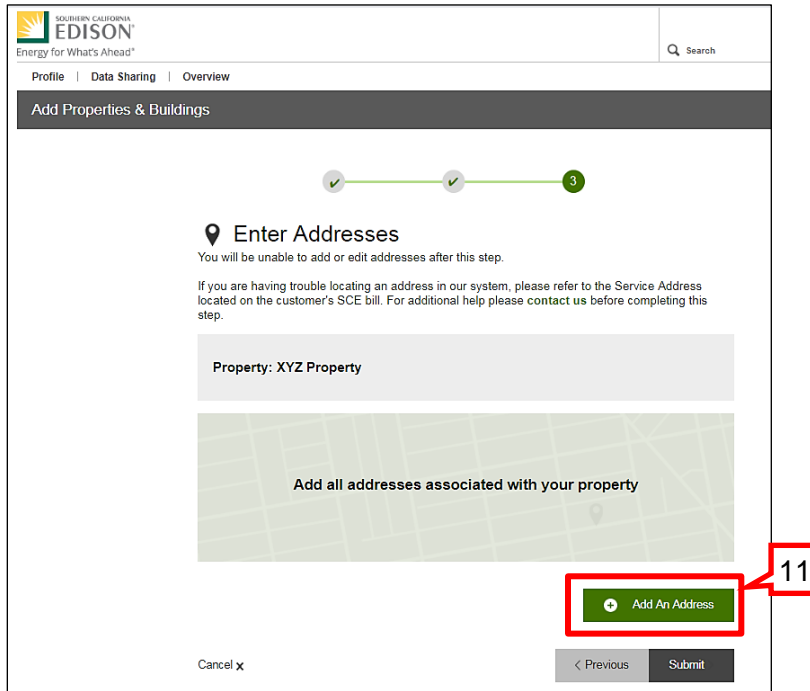 SOUTHERN CALIFORNIA
EDISON®
Energy for What's Ahead®
Search
Profile | Data Sharing | Overview
Add Properties & Buildings
3
Enter Addresses
You will be unable to add or edit addresses after this step.
If you are having trouble locating an address in our system, please refer to the Service Address
located on the customer's SCE bill. For additional help please contact us before completing this
step.
Property: XYZ Property
Add all addresses associated with your property
11
Add An Address
Cancel x
< Previous
Submit